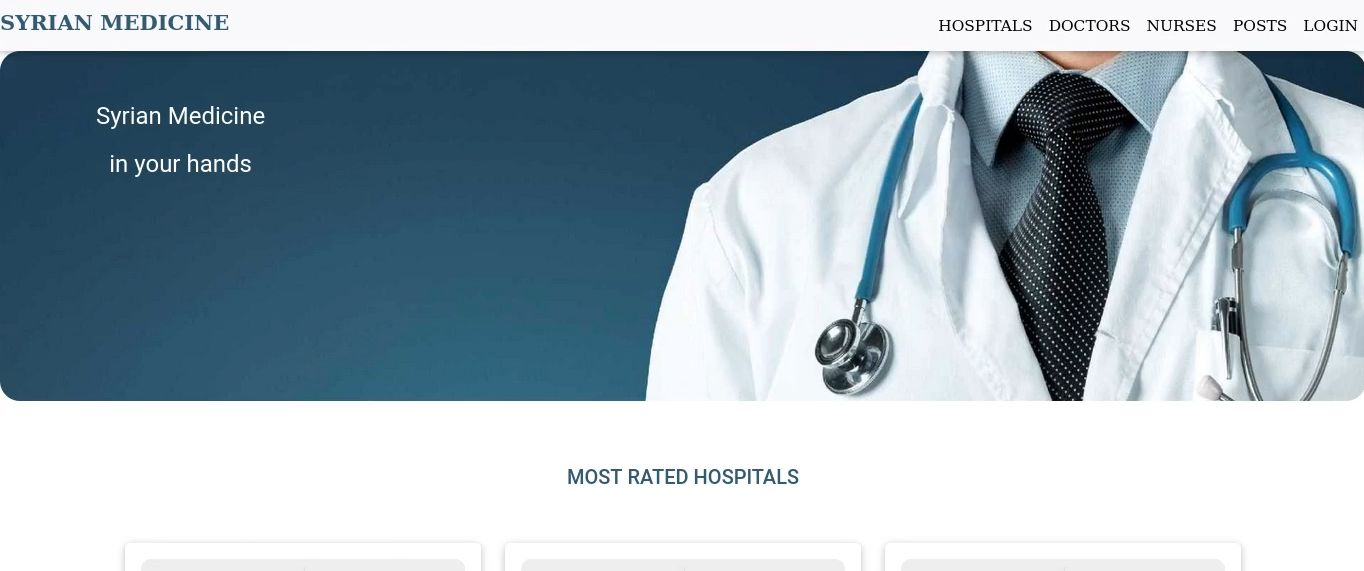 SYRIAN MEDICINE
HOSPITALS DOCTORS NURSES POSTS LOGIN
Syrian Medicine
in your hands
MOST RATED HOSPITALS